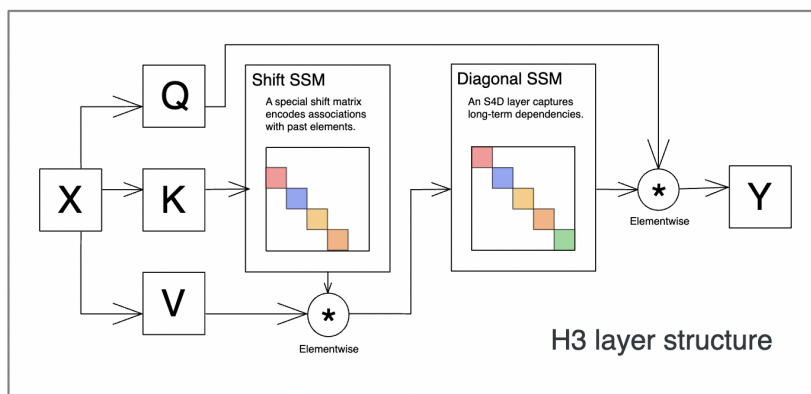 Q
Shift SSM
A special shift matrix
encodes associations
with past elements.
Diagonal SSM
An S4D layer captures
long-term dependencies.
X
K
*
Elementwise
Y
V
*
Elementwise
H3 layer structure